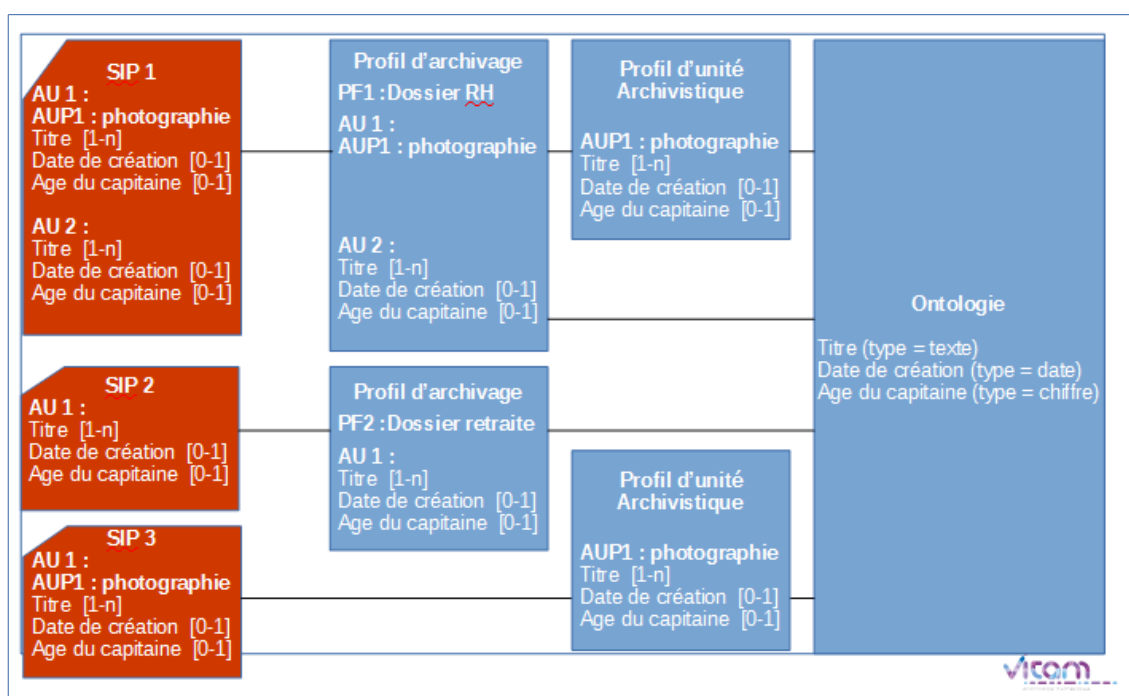 SIP 1
AU 1 :
AUP1 : photographie
Titre [1-n]
Date de création [0-1]
Age du capitaine [0-1]
AU 2 :
Titre [1-n]
Date de création [0-1]
Age du capitaine [0-1]
Profil d'archivage
PF1 :Dossier RH
AU 1 :
AUP1 : photographie
AU 2 :
Titre [1-n]
Date de création [0-1]
Age du capitaine [0-1]
Profil d'unité
Archivistique
AUP1 : photographie
Titre [1-n]
Date de création [0-1]
Age du capitaine [0-1]
Ontologie
Titre (type = texte)
Date de création (type = date)
Age du capitaine (type = chiffre)
SIP 2
AU 1 :
Titre [1-n]
Date de création [0-1]
Age du capitaine [0-1]
Profil d'archivage
PF2 :Dossier retraite
AU 1 :
Titre [1-n]
Date de création [0-1]
Age du capitaine [0-1]
SIP 3
AU 1 :
AUP1 : photographie
Titre [1-n]
Date de création [0-1]
Age du capitaine [0-1]
Profil d'unité
Archivistique
AUP1 : photographie
Titre [1-n]
Date de création [0-1]
Age du capitaine [0-1]
vitam